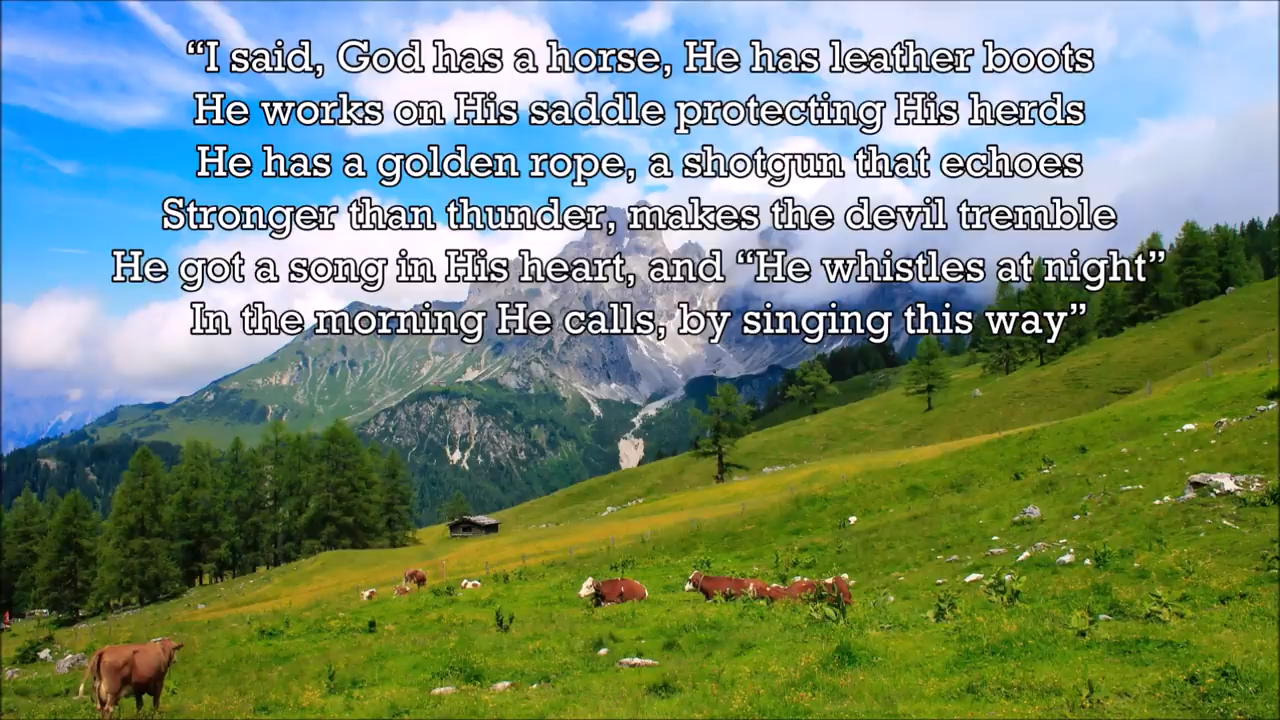 “I said, God has a horse, He has leather boots
He works on His saddle protecting His herds
He has a golden rope, a shotgun that echoes
Stronger than thunder, makes the devil tremble
He got a song in His heart, and “He whistles at night”
In the morning He calls, by singing this way”